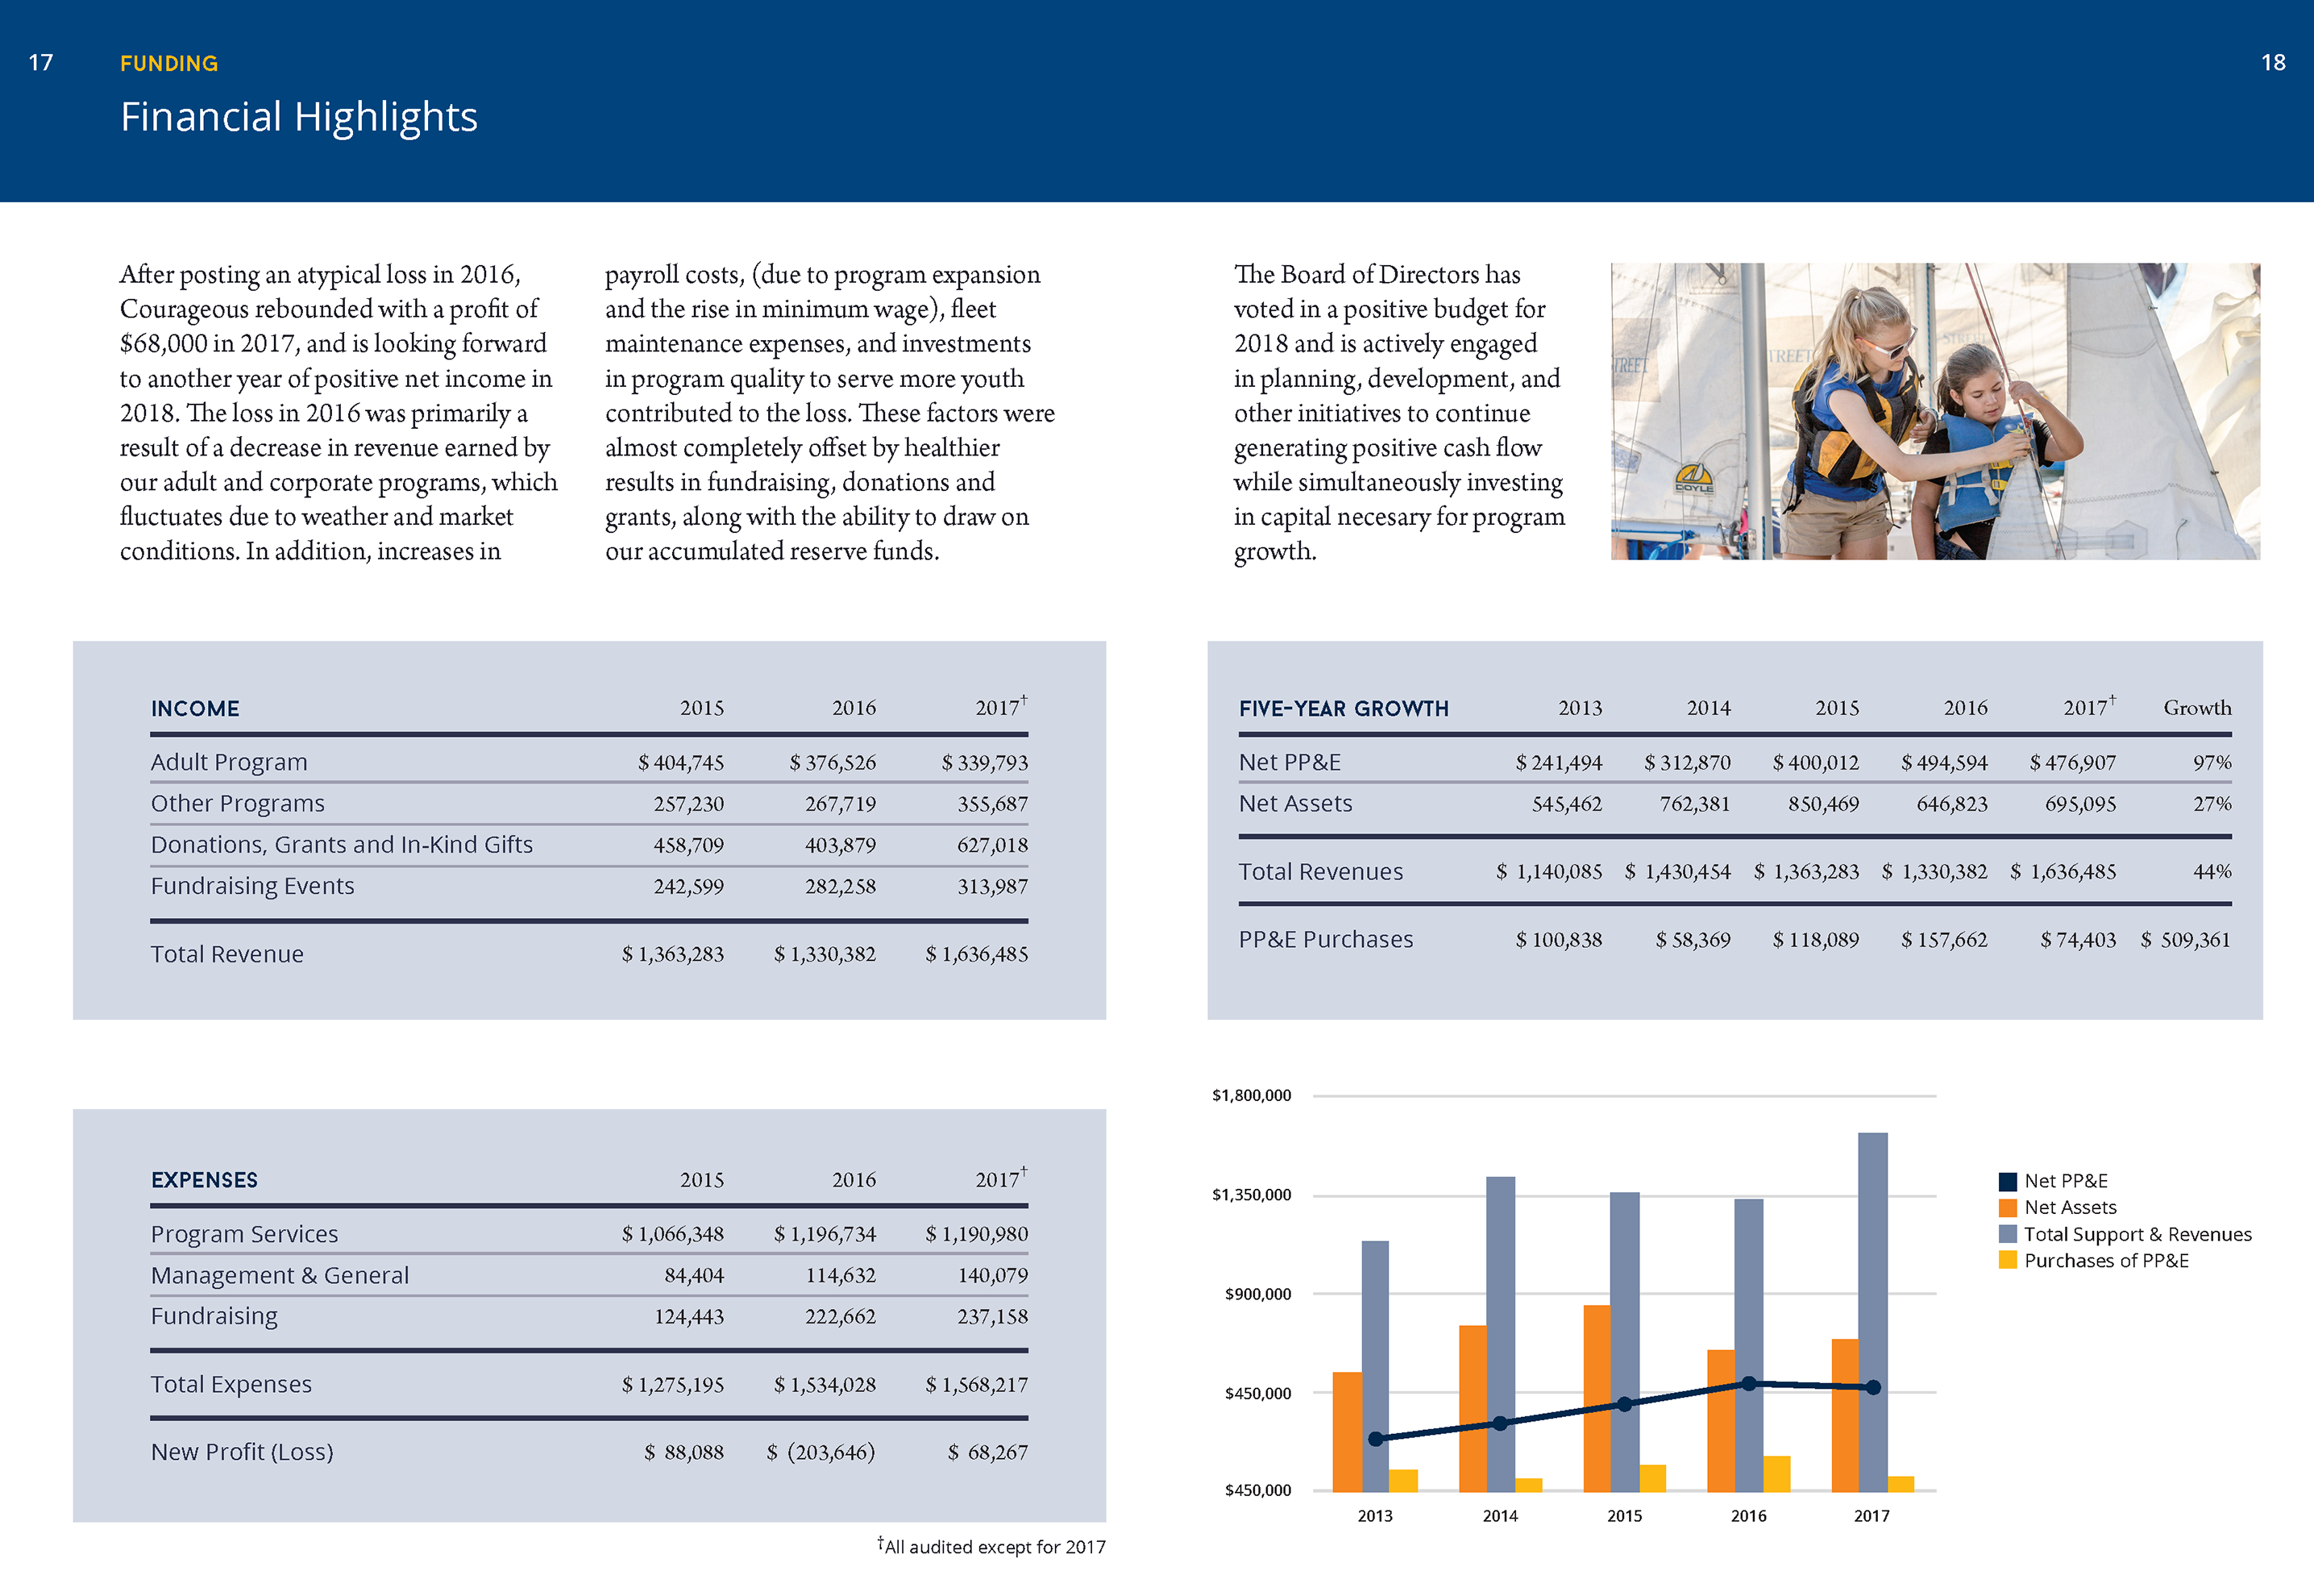 17
FUNDING
18
Financial Highlights
After posting an atypical loss in 2016,
Courageous rebounded with a profit of
$68,000 in 2017, and is looking forward
to another year of positive net income in
2018. The loss in 2016 was primarily a
result of a decrease in revenue earned by
our adult and corporate programs, which
fluctuates due to weather and market
conditions. In addition, increases in
payroll costs, (due to program expansion
and the rise in minimum wage), fleet
maintenance expenses, and investments
in program quality to serve more youth
contributed to the loss. These factors were
almost completely offset by healthier
results in fundraising, donations and
grants, along with the ability to draw on
our accumulated reserve funds.
The Board of Directors has
voted in a positive budget for
2018 and is actively engaged
in planning, development, and
other initiatives to continue
generating positive cash flow
while simultaneously investing
in capital necesary for program
growth.
TREET
TREET
DOYLE
INCOME 2015 2016 2017†
Adult Program $ 404,745 $ 376,526 $ 339,793
Other Programs 257,230 267,719 355,687
Donations, Grants and In-Kind Gifts 458,709 403,879 627,018
Fundraising Events 242,599 282,258 313,987
Total Revenue $ 1,363,283 $ 1,330,382 $ 1,636,485
EXPENSES 2015 2016 2017†
Program Services $ 1,066,348 $ 1,196,734 $ 1,190,980
Management & General 84,404 114,632 140,079
Fundraising 124,443 222,662 237,158
Total Expenses $ 1,275,195 $ 1,534,028 $ 1,568,217
New Profit (Loss) $ 88,088 $ (203,646) $ 68,267
†All audited except for 2017
FIVE-YEAR GROWTH 2013 2014 2015 2016 2017† Growth
Net PP&E $ 241,494 $ 312,870 $ 400,012 $ 494,594 $ 476,907 97%
Net Assets 545,462 762,381 850,469 646,823 695,095 27%
Total Revenues $ 1,140,085 $ 1,430,454 $ 1,363,283 $ 1,330,382 $ 1,636,485 44%
PP&E Purchases $ 100,838 $ 58,369 $ 118,089 $ 157,662 $ 74,403 $ 509,361
$1,800,000
$1,350,000
$900,000
$450,000
$450,000
2013 2014 2015 2016 2017
Net PP&E
Net Assets
Total Support & Revenues
Purchases of PP&E